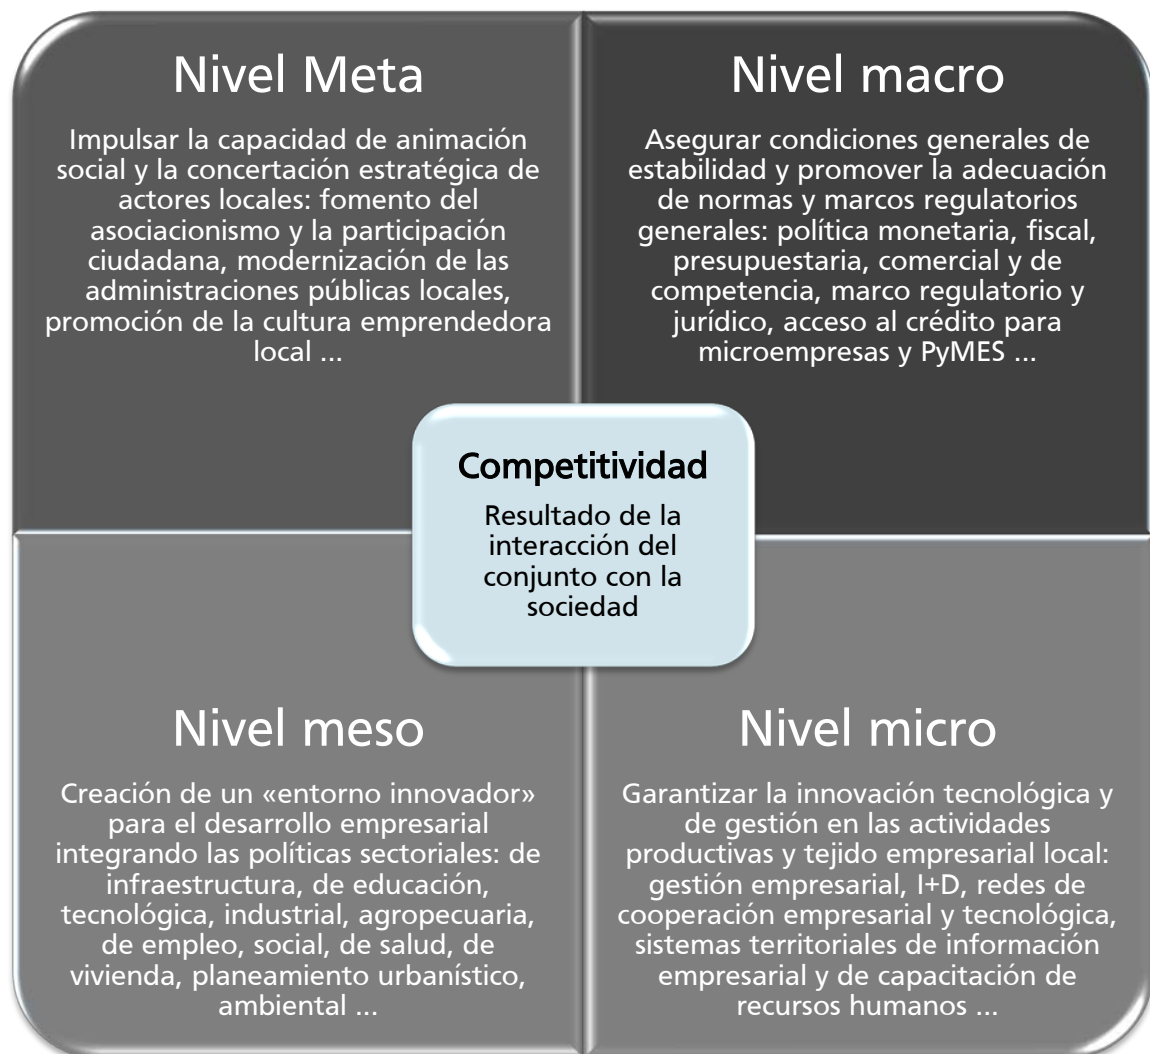 Nivel Meta
Impulsar la capacidad de animación
social y la concertación estratégica de
actores locales: fomento del
asociacionismo y la participación
ciudadana, modernización de las
administraciones públicas locales,
promoción de la cultura emprendedora
local ...
Nivel macro
Asegurar condiciones generales de
estabilidad y promover la adecuación
de normas y marcos regulatorios
generales: política monetaria, fiscal,
presupuestaria, comercial y de
competencia, marco regulatorio y
jurídico, acceso al crédito para
microempresas y PyMES ...
Competitividad
Resultado de la
interacción del
conjunto con la
sociedad
Nivel meso
Creación de un «entorno innovador»
para el desarrollo empresarial
integrando las políticas sectoriales: de
infraestructura, de educación,
tecnológica, industrial, agropecuaria,
de empleo, social, de salud, de
vivienda, planeamiento urbanístico,
ambiental ...
Nivel micro
Garantizar la innovación tecnológica y
de gestión en las actividades
productivas y tejido empresarial local:
gestión empresarial, I+D, redes de
cooperación empresarial y tecnológica,
sistemas territoriales de información
empresarial y de capacitación de
recursos humanos ...